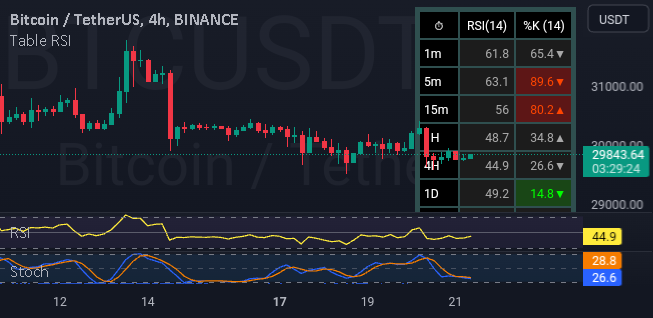 Bitcoin / TetherUS, 4h, BINANCE
Table RSI
USDT
⏱ RSI(14) %K (14)
1m 61.8 65.4▼
5m 63.1 89.6▼
15m 56 80.2▲
1H 48.7 34.8▲
4H 44.9 26.6▼
1D 49.2 14.8▼
31000.00
30000.00
29843.64
03:29:24
29000.00
BTCUSDT
Bitcoin / Tether
RSI
44.9
Stoch
28.8
26.6
12 14 17 19 21